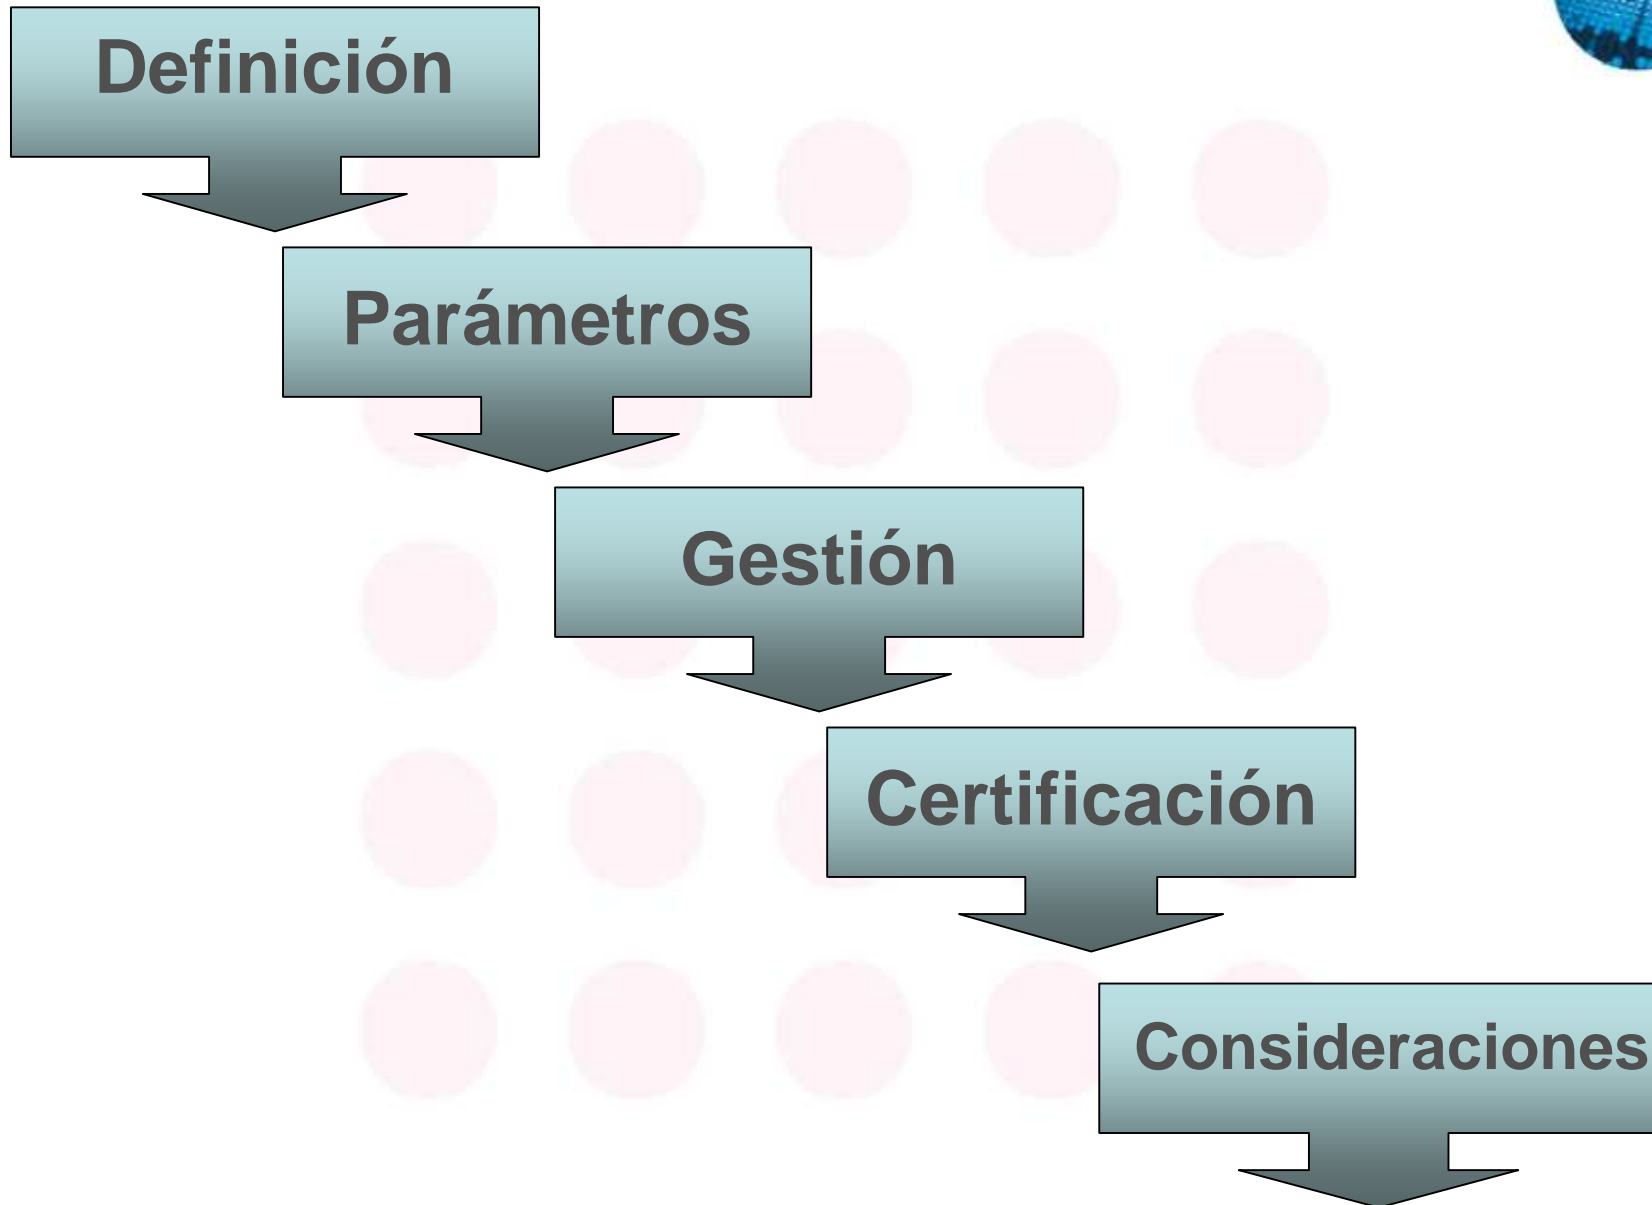 Definición
Parámetros
Gestión
Certificación
Consideraciones